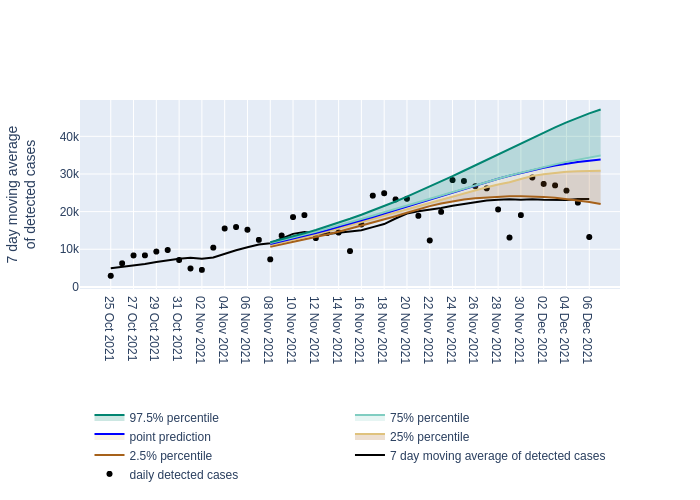 7 day moving average
of detected cases
40k
30k
20k
10k
0
25 Oct 2021
27 Oct 2021
29 Oct 2021
31 Oct 2021
02 Nov 2021
04 Nov 2021
06 Nov 2021
08 Nov 2021
10 Nov 2021
12 Nov 2021
14 Nov 2021
16 Nov 2021
18 Nov 2021
20 Nov 2021
22 Nov 2021
24 Nov 2021
26 Nov 2021
28 Nov 2021
30 Nov 2021
02 Dec 2021
04 Dec 2021
06 Dec 2021
97.5% percentile
75% percentile
point prediction
25% percentile
2.5% percentile
7 day moving average of detected cases
daily detected cases